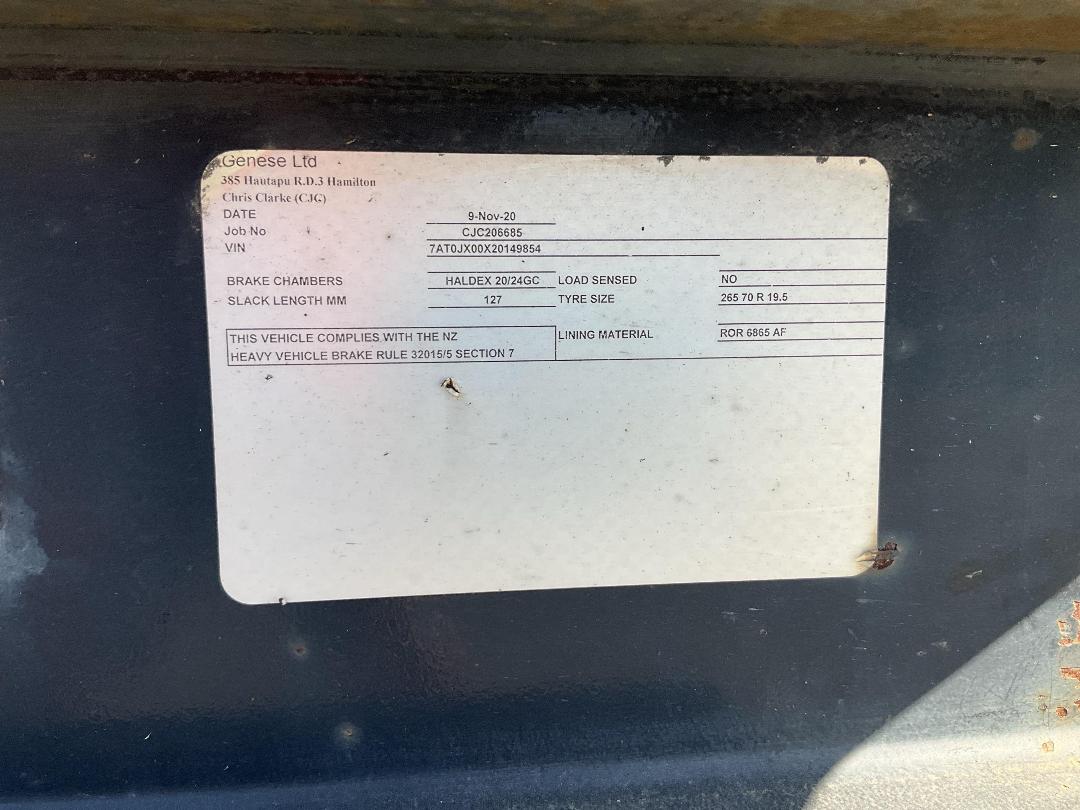 Genese Ltd
385 Hautapu R.D.3 Hamilton
Chris Clarke (CJC)
DATE 9-Nov-20
Job No CJC206685
VIN 7AT0JX00X20149854
BRAKE CHAMBERS HALDEX 20/24GC LOAD SENSED NO
SLACK LENGTH MM 127 TYRE SIZE 265 70 R 19.5
THIS VEHICLE COMPLIES WITH THE NZ LINING MATERIAL ROR 6865 AF
HEAVY VEHICLE BRAKE RULE 32015/5 SECTION 7